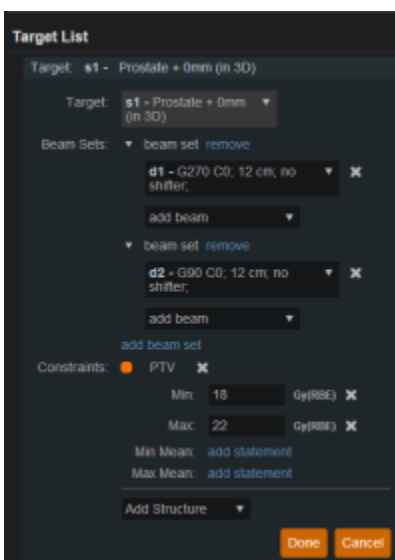 Target List
Target: s1 - Prostate + 0mm (in 3D)
Target: s1 - Prostate + 0mm
(in 3D)
Beam Sets: beam set remove
d1 - G270 C0; 12 cm; no
shifter;
add beam
beam set remove
d2 - G90 C0; 12 cm; no
shifter;
add beam
add beam set
Constraints: PTV
Min: 18 Gy(RBE)
Max: 22 Gy(RBE)
Min Mean: add statement
Max Mean: add statement
Add Structure
Done Cancel